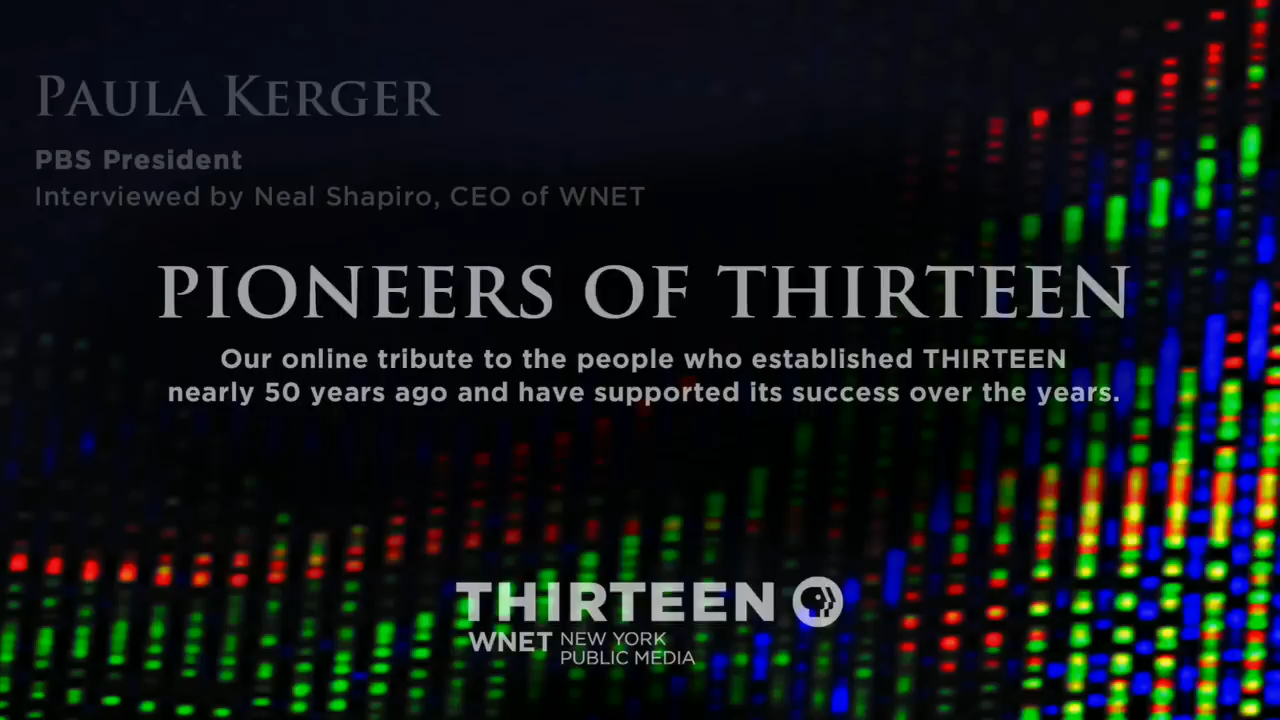 PAULA KERGER
PBS President
Interviewed by Neal Shapiro, CEO of WNET
PIONEERS OF THIRTEEN
Our online tribute to the people who established THIRTEEN
nearly 50 years ago and have supported its success over the years.
THIRTEEN
WNET NEW YORK
PUBLIC MEDIA